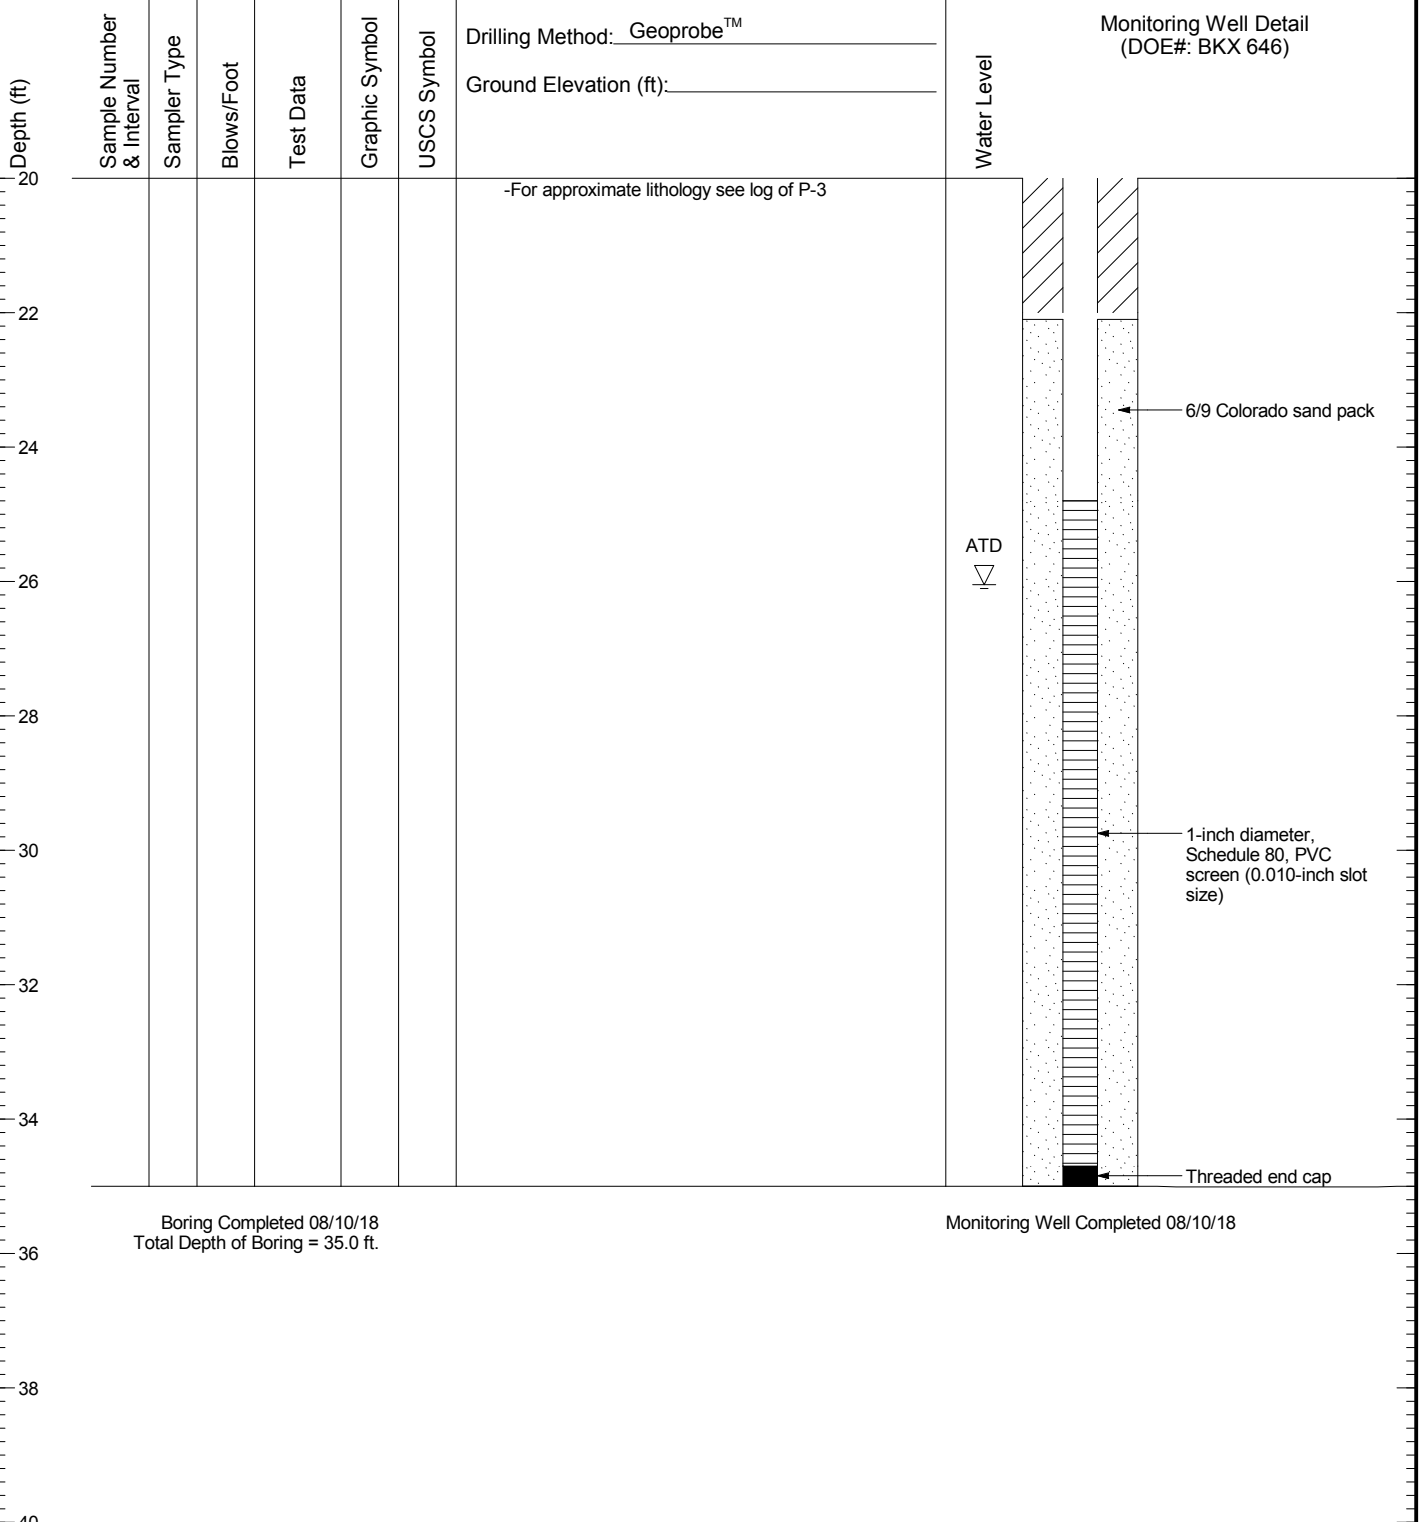 Depth (ft)
Sample Number
& Interval
Sampler Type
Blows/Foot
Test Data
Graphic Symbol
USCS Symbol
Drilling Method: Geoprobe™
Ground Elevation (ft):
Water Level
Monitoring Well Detail
(DOE#: BKX 646)
20
-For approximate lithology see log of P-3
22
6/9 Colorado sand pack
24
ATD
26
28
30
1-inch diameter,
Schedule 80, PVC
screen (0.010-inch slot
size)
32
34
Threaded end cap
Boring Completed 08/10/18
Total Depth of Boring = 35.0 ft.
Monitoring Well Completed 08/10/18
36
38
40